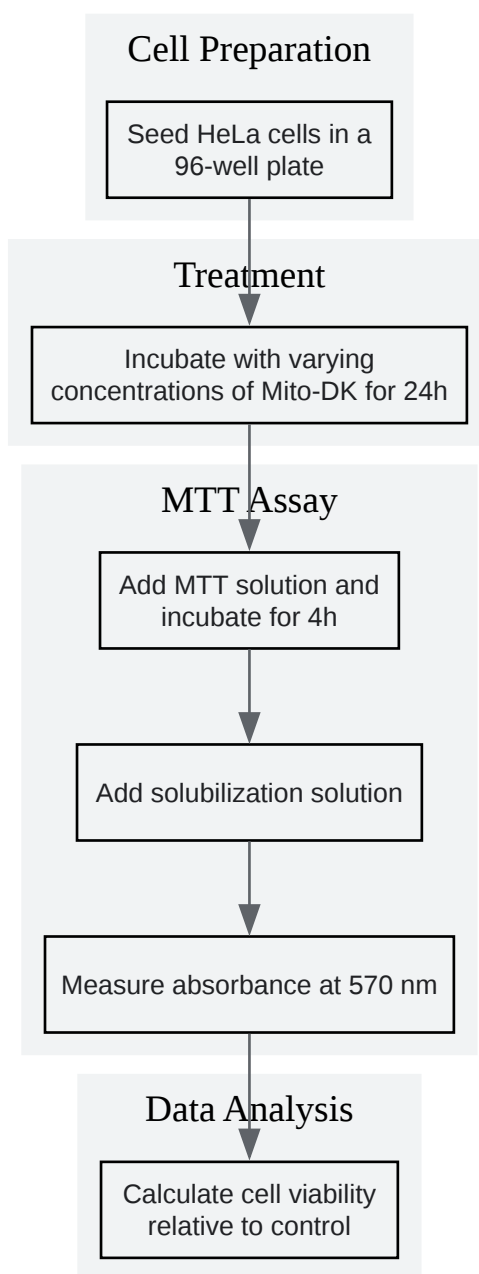 Cell Preparation
Seed HeLa cells in a
96-well plate
Treatment
Incubate with varying
concentrations of Mito-DK for 24h
MTT Assay
Add MTT solution and
incubate for 4h
Add solubilization solution
Measure absorbance at 570 nm
Data Analysis
Calculate cell viability
relative to control